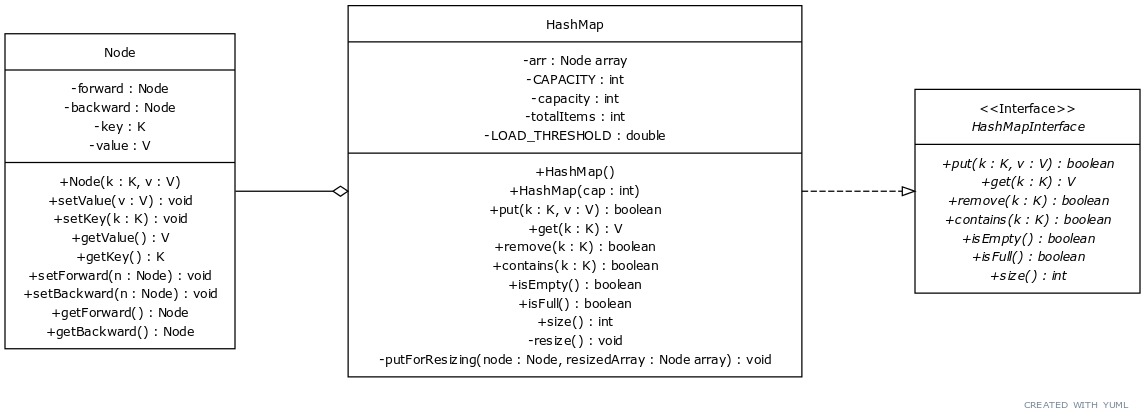 Node
-forward : Node
-backward : Node
-key : K
-value : V
+Node(k : K, v : V)
+setValue(v : V) : void
+setKey(k : K) : void
+getValue() : V
+getKey() : K
+setForward(n : Node) : void
+setBackward(n : Node) : void
+getForward() : Node
+getBackward() : Node
HashMap
-arr : Node array
-CAPACITY : int
-capacity : int
-totalItems : int
-LOAD_THRESHOLD : double
+HashMap()
+HashMap(cap : int)
+put(k : K, v : V) : boolean
+get(k : K) : V
+remove(k : K) : boolean
+contains(k : K) : boolean
+isEmpty() : boolean
+isFull() : boolean
+size() : int
-resize() : void
-putForResizing(node : Node, resizedArray : Node array) : void
<<Interface>>
HashMapInterface
+put(k : K, v : V) : boolean
+get(k : K) : V
+remove(k : K) : boolean
+contains(k : K) : boolean
+isEmpty() : boolean
+isFull() : boolean
+size() : int
CREATED WITH YUML